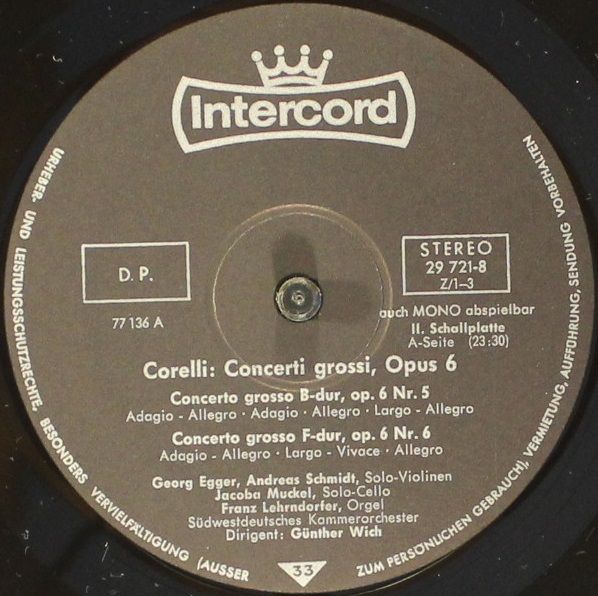 Intercord
D.P.
77 136 A
STEREO
29 721-8
Z/1-3
auch MONO abspielbar
II. Schallplatte
A-Seite (23:30)
Corelli: Concerti grossi, Opus 6
Concerto grosso B-dur, op. 6 Nr. 5
Adagio - Allegro · Adagio · Allegro · Largo - Allegro
Concerto grosso F-dur, op. 6 Nr. 6
Adagio - Allegro · Largo - Vivace · Allegro
Georg Egger, Andreas Schmidt, Solo-Violinen
Jacoba Muckel, Solo-Cello
Franz Lehrndorfer, Orgel
Südwestdeutsches Kammerorchester
Dirigent: Günther Wich
33
URHEBER- UND LEISTUNGSSCHUTZRECHTE, BESONDERS VERVIELFÄLTIGUNG (AUSSER ZUM PERSÖNLICHEN GEBRAUCH), VERMIETUNG, AUFFÜHRUNG, SENDUNG VORBEHALTEN